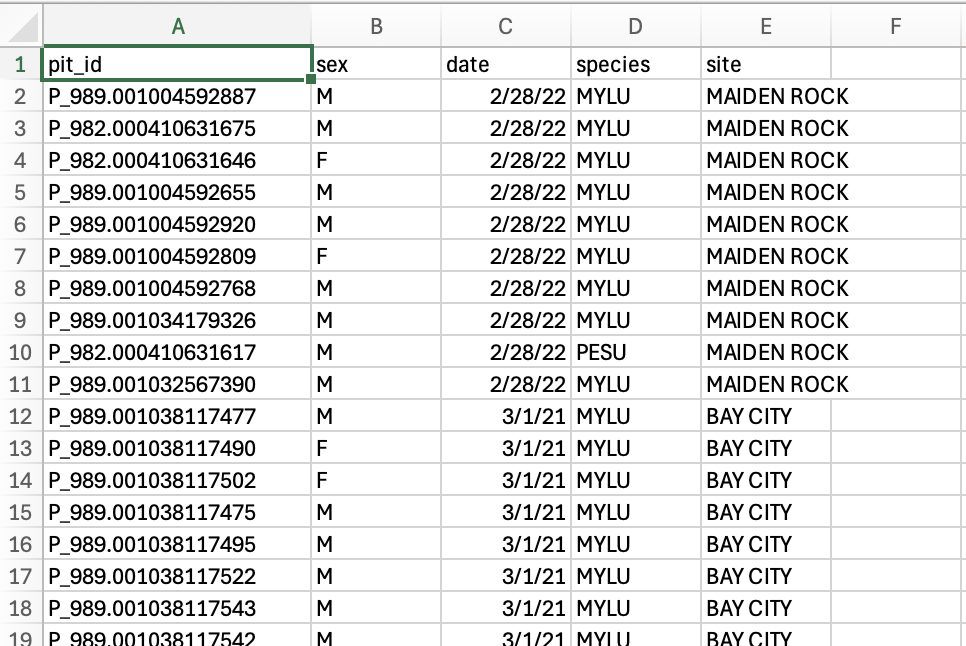 A B C D E F
1 pit_id sex date species site
2 P_989.001004592887 M 2/28/22 MYLU MAIDEN ROCK
3 P_982.000410631675 M 2/28/22 MYLU MAIDEN ROCK
4 P_982.000410631646 F 2/28/22 MYLU MAIDEN ROCK
5 P_989.001004592655 M 2/28/22 MYLU MAIDEN ROCK
6 P_989.001004592920 M 2/28/22 MYLU MAIDEN ROCK
7 P_989.001004592809 F 2/28/22 MYLU MAIDEN ROCK
8 P_989.001004592768 M 2/28/22 MYLU MAIDEN ROCK
9 P_989.001034179326 M 2/28/22 MYLU MAIDEN ROCK
10 P_982.000410631617 M 2/28/22 PESU MAIDEN ROCK
11 P_989.001032567390 M 2/28/22 MYLU MAIDEN ROCK
12 P_989.001038117477 M 3/1/21 MYLU BAY CITY
13 P_989.001038117490 F 3/1/21 MYLU BAY CITY
14 P_989.001038117502 F 3/1/21 MYLU BAY CITY
15 P_989.001038117475 M 3/1/21 MYLU BAY CITY
16 P_989.001038117495 M 3/1/21 MYLU BAY CITY
17 P_989.001038117522 M 3/1/21 MYLU BAY CITY
18 P_989.001038117543 M 3/1/21 MYLU BAY CITY
19 P_989.001038117542 M 3/1/21 MYLU BAY CITY